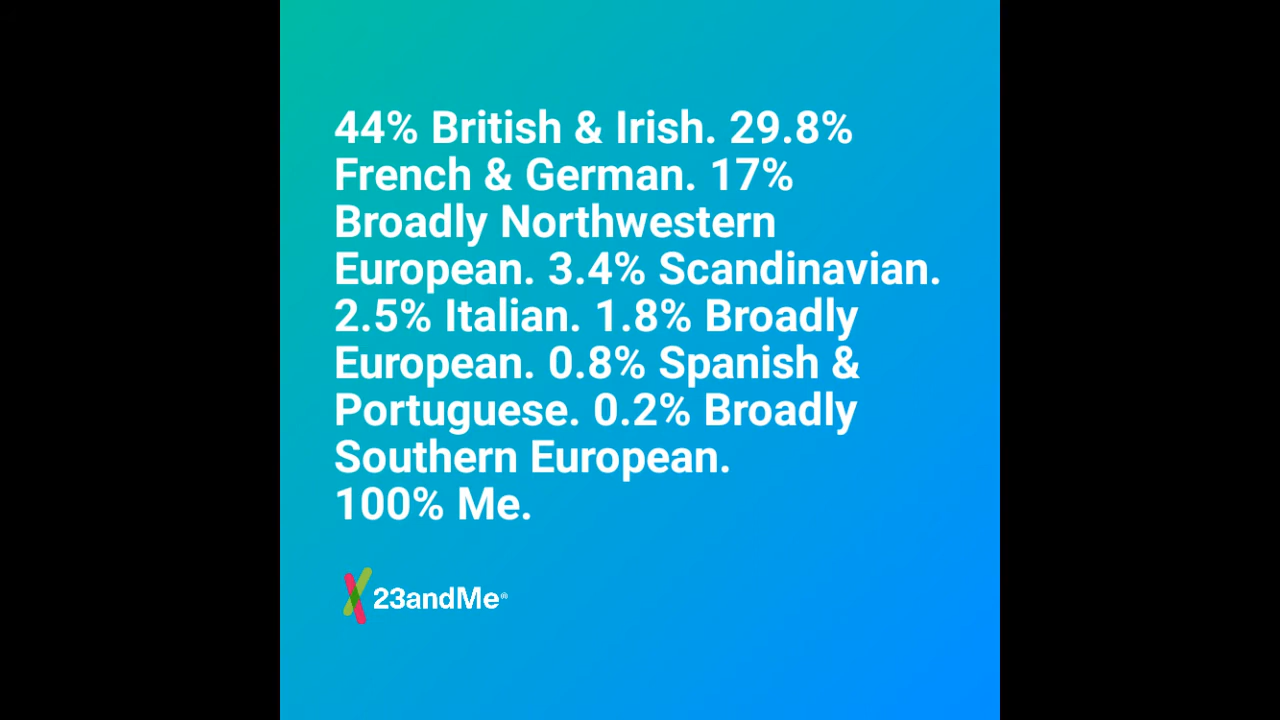 44% British & Irish. 29.8%
French & German. 17%
Broadly Northwestern
European. 3.4% Scandinavian.
2.5% Italian. 1.8% Broadly
European. 0.8% Spanish &
Portuguese. 0.2% Broadly
Southern European.
100% Me.
23andMe®